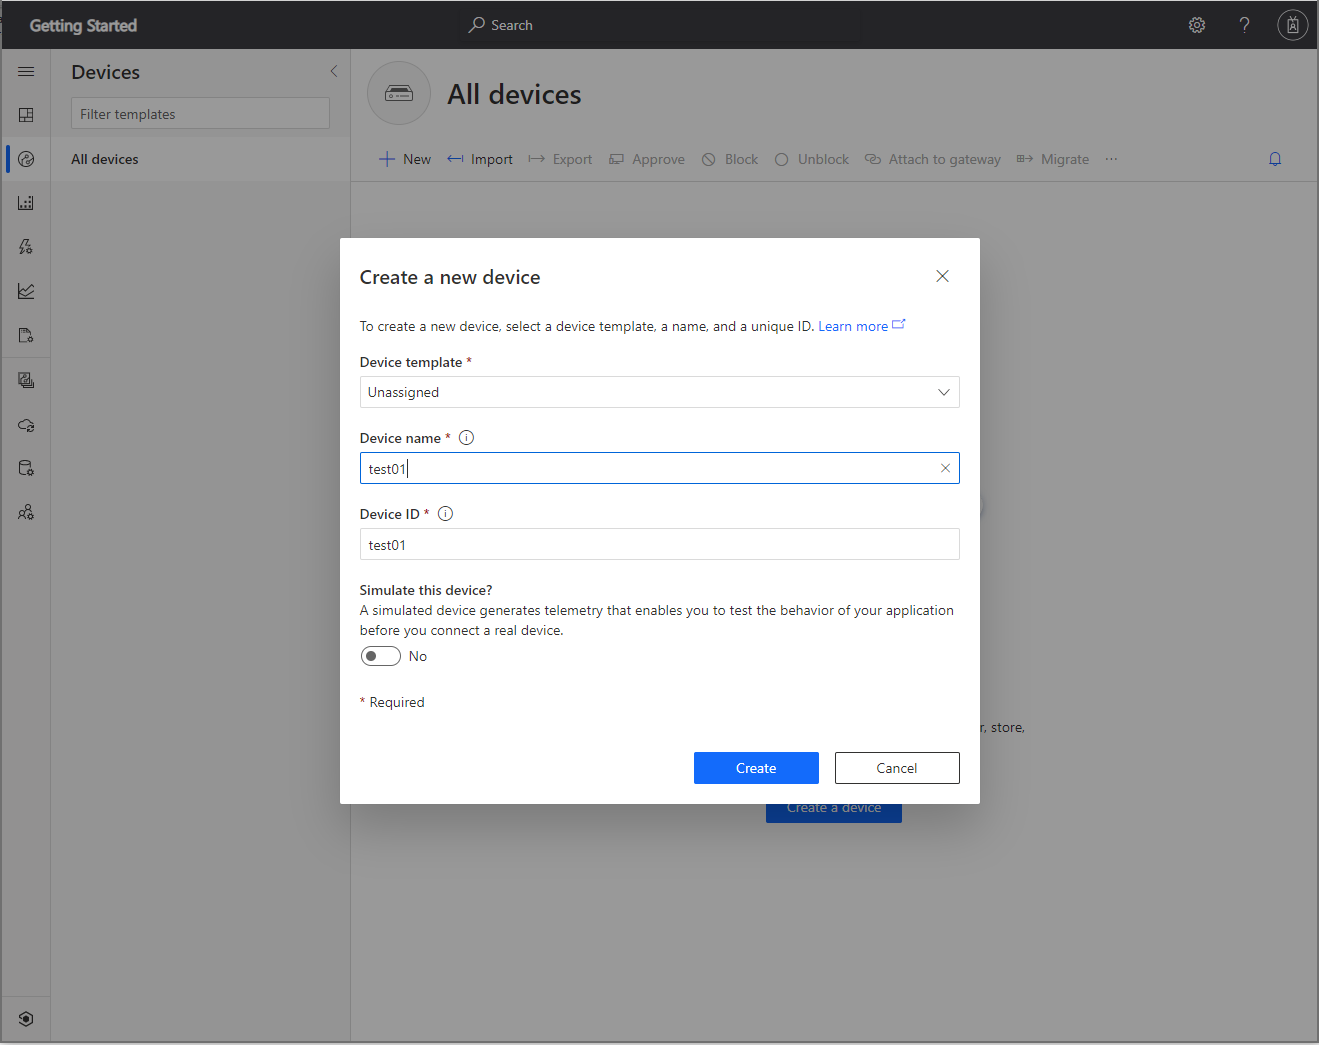 Getting Started
Search
Devices
Filter templates
All devices
All devices
New Import Export Approve Block Unblock Attach to gateway Migrate ...
Create a new device
To create a new device, select a device template, a name, and a unique ID. Learn more
Device template *
Unassigned
Device name *
test01
Device ID *
test01
Simulate this device?
A simulated device generates telemetry that enables you to test the behavior of your application
before you connect a real device.
No
* Required
store,
Create Cancel
Create a device